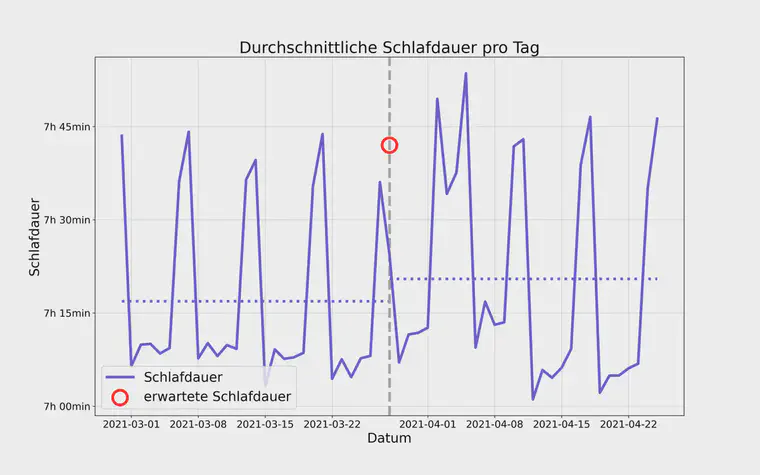 Durchschnittliche Schlafdauer pro Tag
7h 45min
7h 30min
7h 15min
7h 00min
Schlafdauer
Schlafdauer
erwartete Schlafdauer
2021-03-01 2021-03-08 2021-03-15 2021-03-22 2021-04-01 2021-04-08 2021-04-15 2021-04-22
Datum